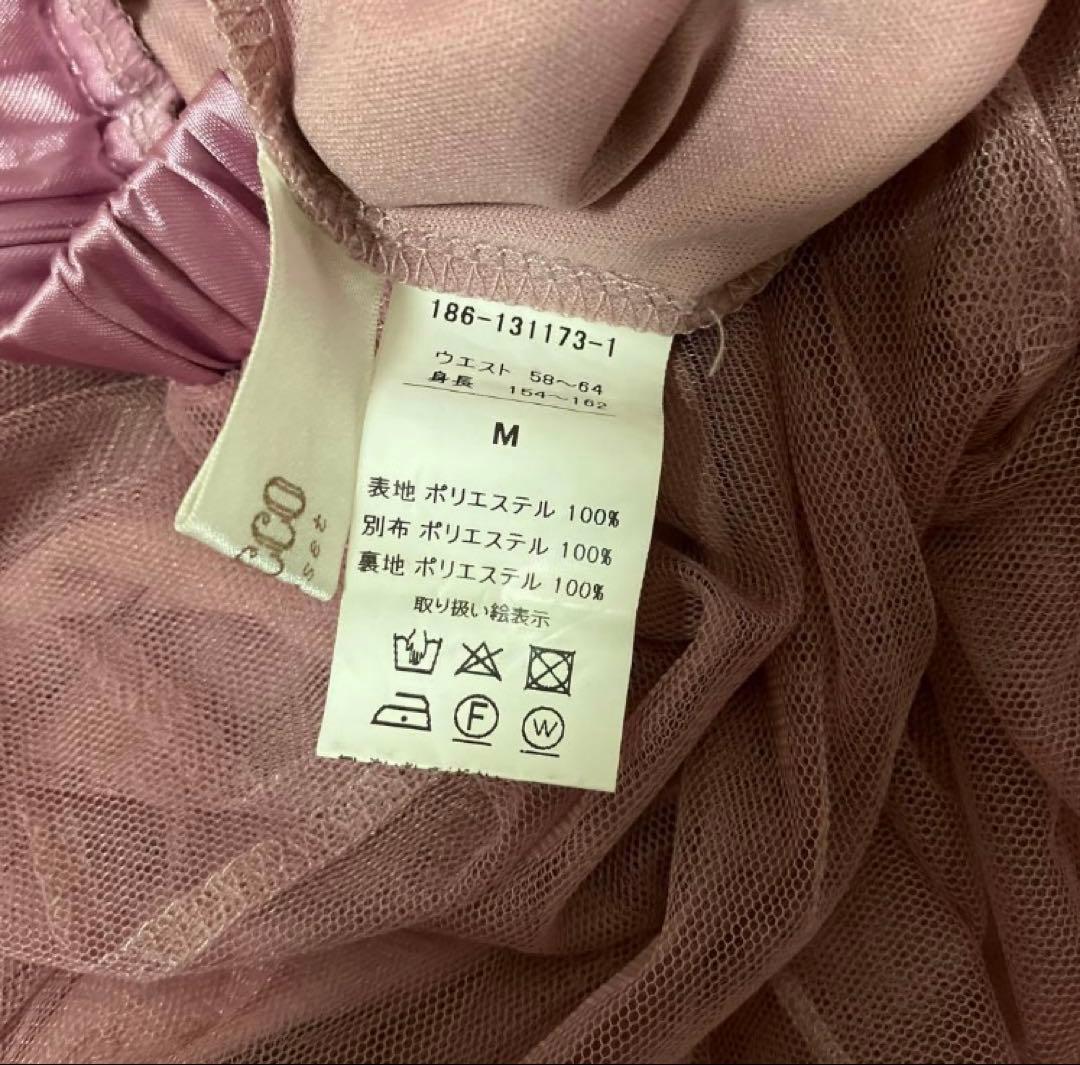 186-131173-1
ウエスト 58～64
身長 154～162
M
表地 ポリエステル 100%
別布 ポリエステル 100%
裏地 ポリエステル 100%
取り扱い絵表示
F
W